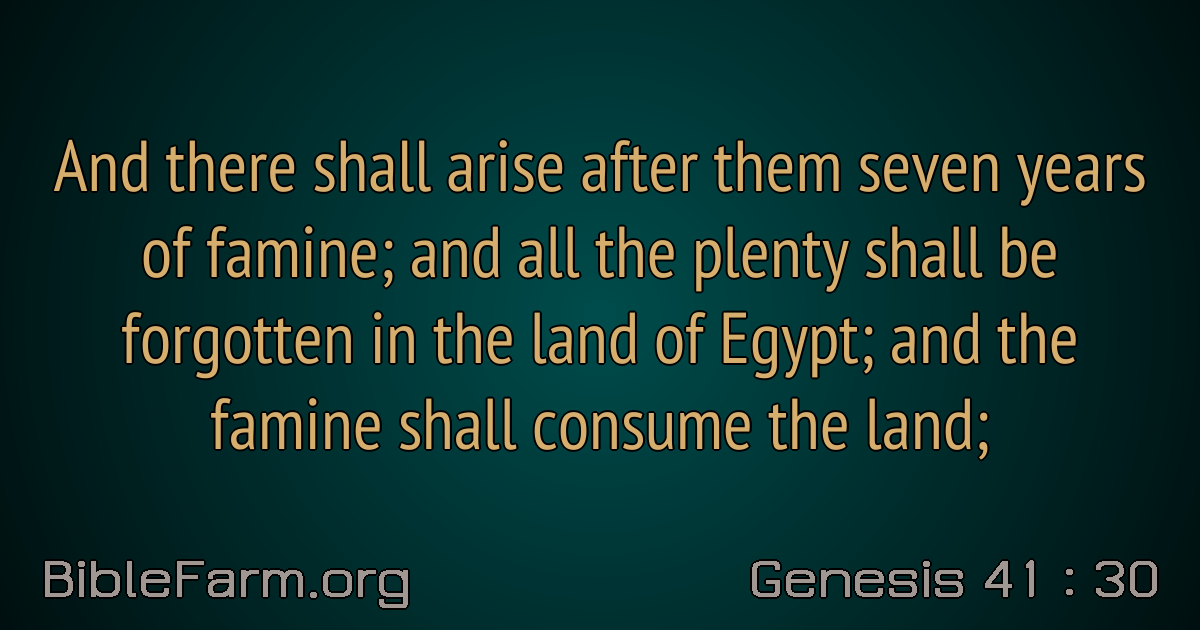 And there shall arise after them seven years
of famine; and all the plenty shall be
forgotten in the land of Egypt; and the
famine shall consume the land;
BibleFarm.org
Genesis 41 : 30